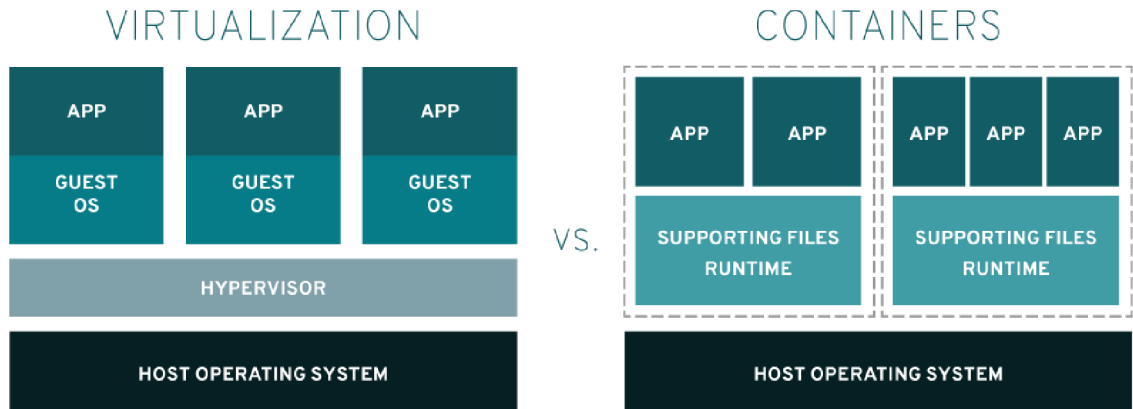 VIRTUALIZATION
APP
APP
APP
GUEST
OS
GUEST
OS
GUEST
OS
HYPERVISOR
HOST OPERATING SYSTEM
VS.
CONTAINERS
APP
APP
APP
APP
APP
SUPPORTING FILES
RUNTIME
SUPPORTING FILES
RUNTIME
HOST OPERATING SYSTEM